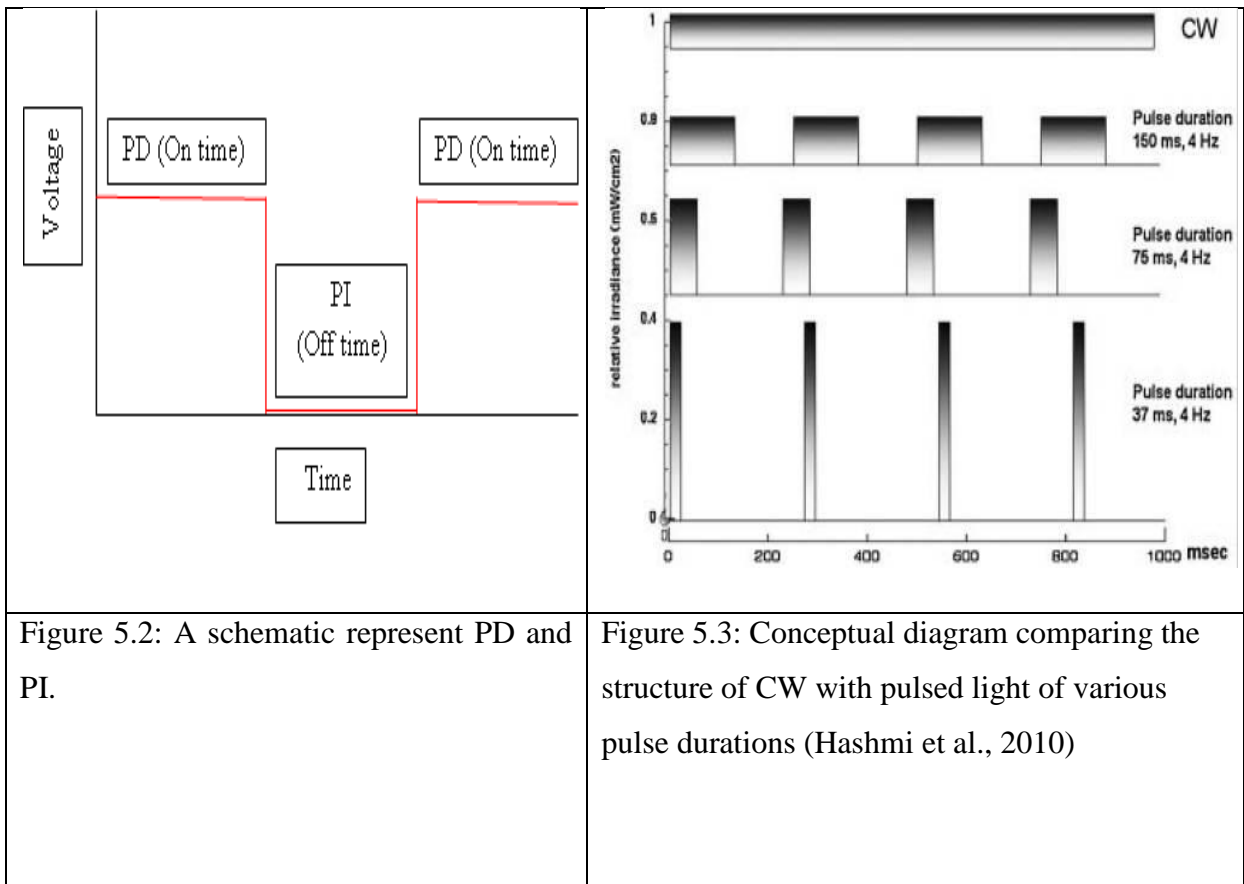 Voltage
PD (On time)
PD (On time)
PI
(Off time)
Time
CW
Pulse duration
150 ms, 4 Hz
Pulse duration
75 ms, 4 Hz
Pulse duration
37 ms, 4 Hz
relative irradiance (mW/cm2)
1
0.8
0.6
0.4
0.2
0
0
200
400
600
800
1000 msec
Figure 5.2: A schematic represent PD and
PI.
Figure 5.3: Conceptual diagram comparing the
structure of CW with pulsed light of various
pulse durations (Hashmi et al., 2010)